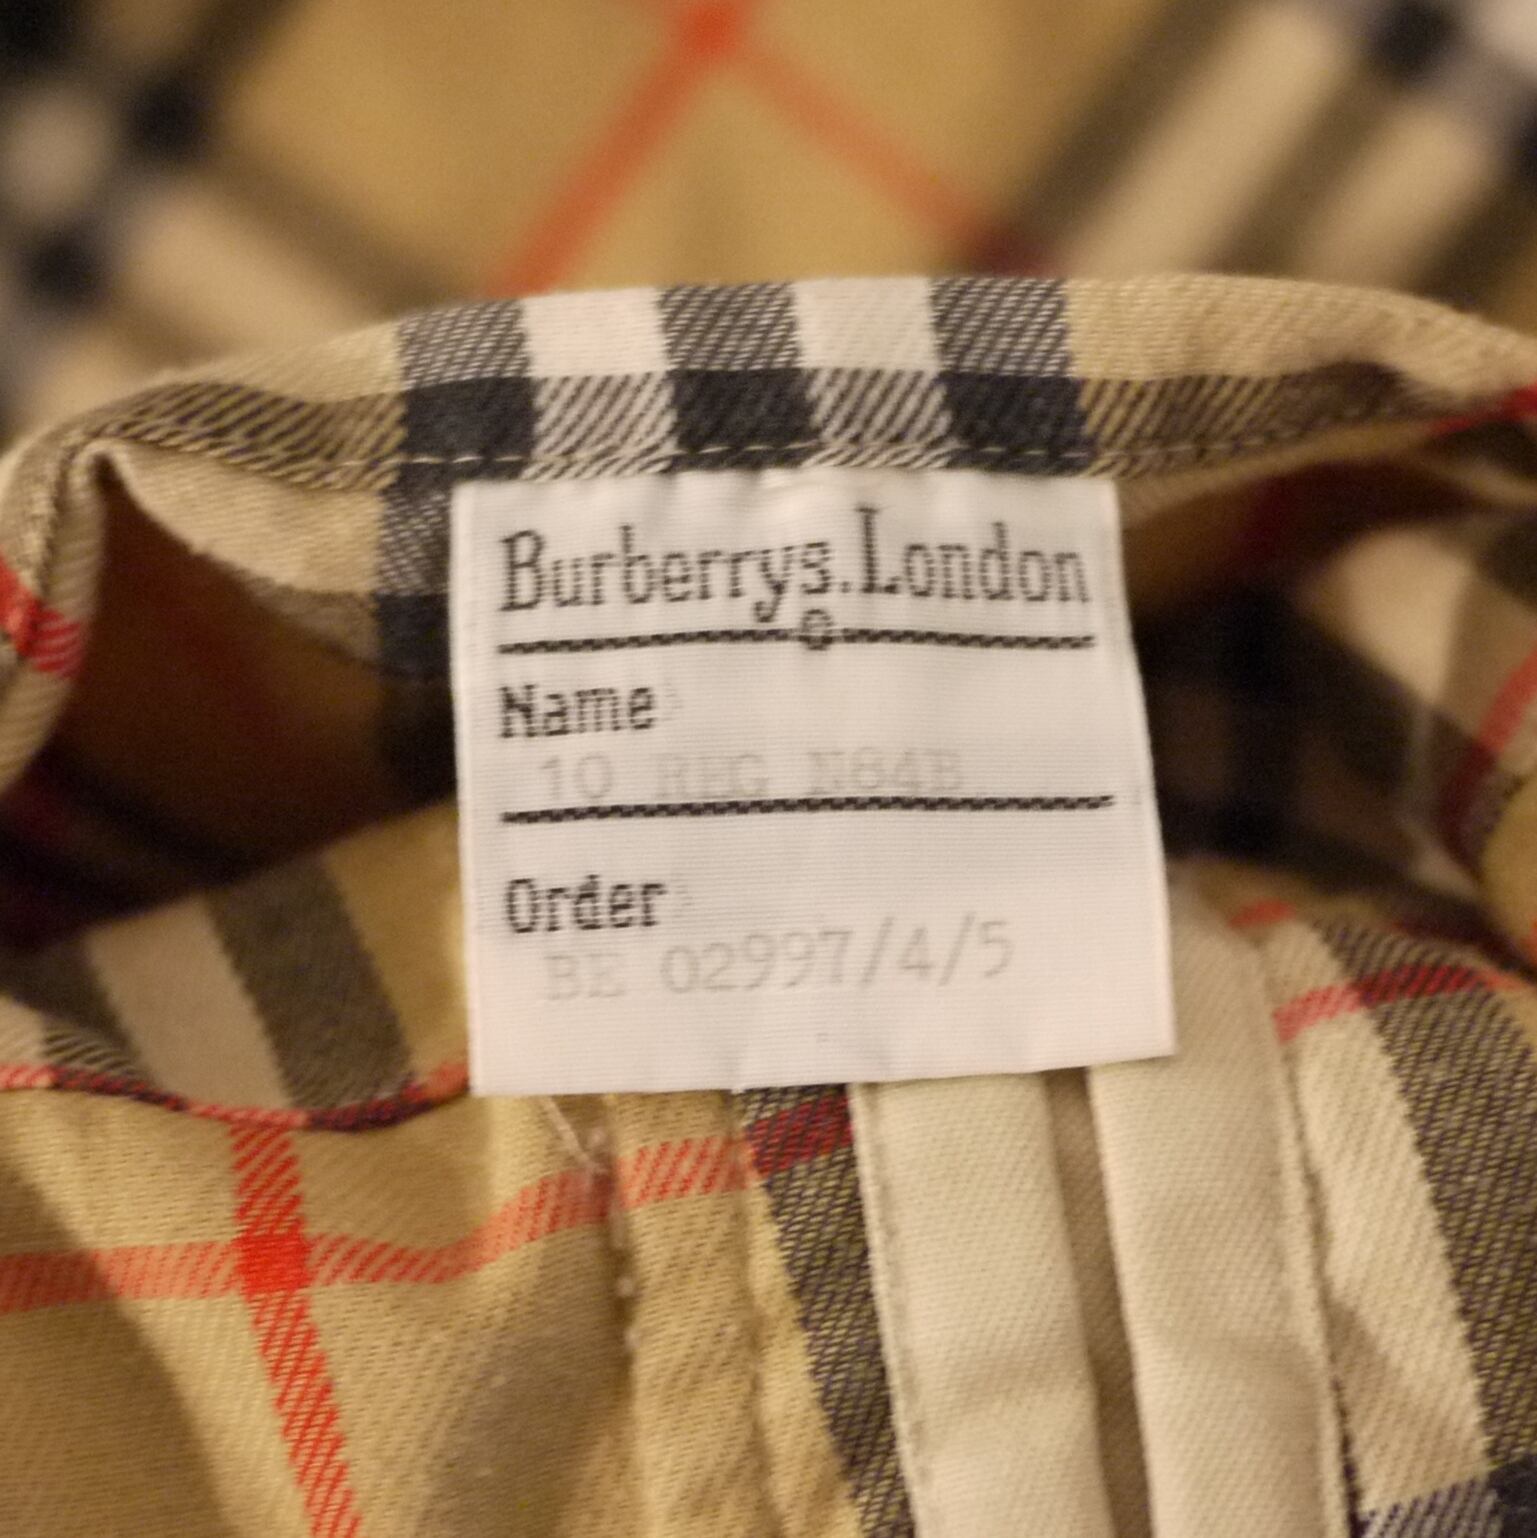 Burberrys.London
Name
10 REG N84B
Order
BE 02997/4/5